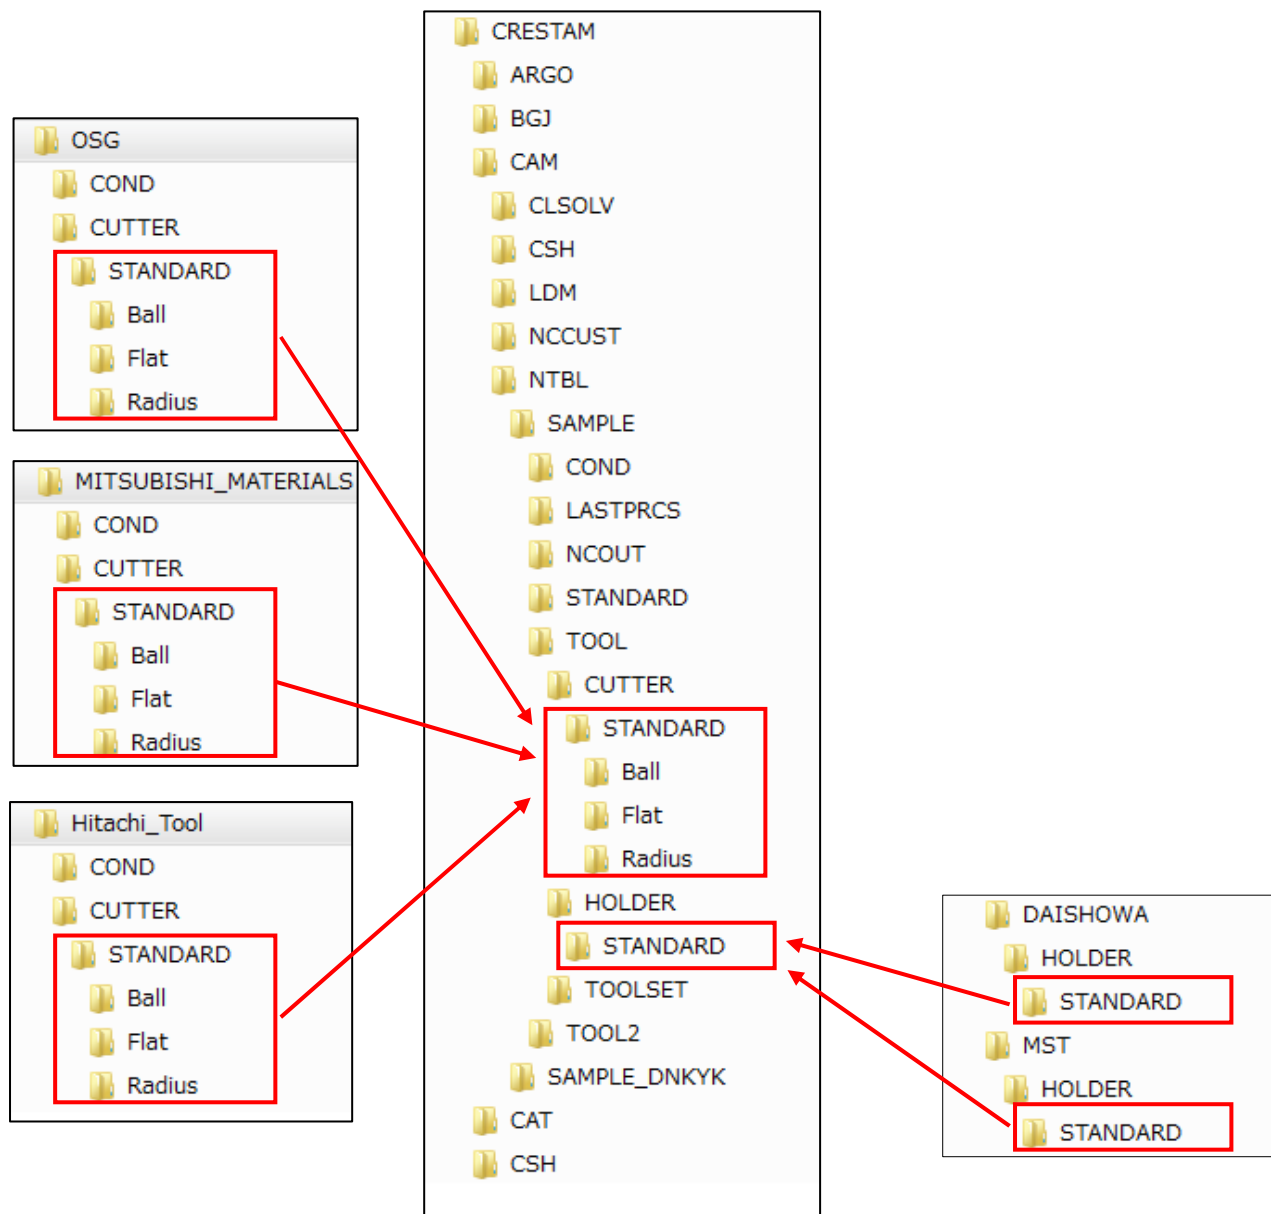 OSG
COND
CUTTER
STANDARD
Ball
Flat
Radius
MITSUBISHI_MATERIALS
COND
CUTTER
STANDARD
Ball
Flat
Radius
Hitachi_Tool
COND
CUTTER
STANDARD
Ball
Flat
Radius
CRESTAM
ARGO
BGJ
CAM
CLSOLV
CSH
LDM
NCCUST
NTBL
SAMPLE
COND
LASTPRCS
NCOUT
STANDARD
TOOL
CUTTER
STANDARD
Ball
Flat
Radius
HOLDER
STANDARD
TOOLSET
TOOL2
SAMPLE_DNKYK
CAT
CSH
DAISHOWA
HOLDER
STANDARD
MST
HOLDER
STANDARD